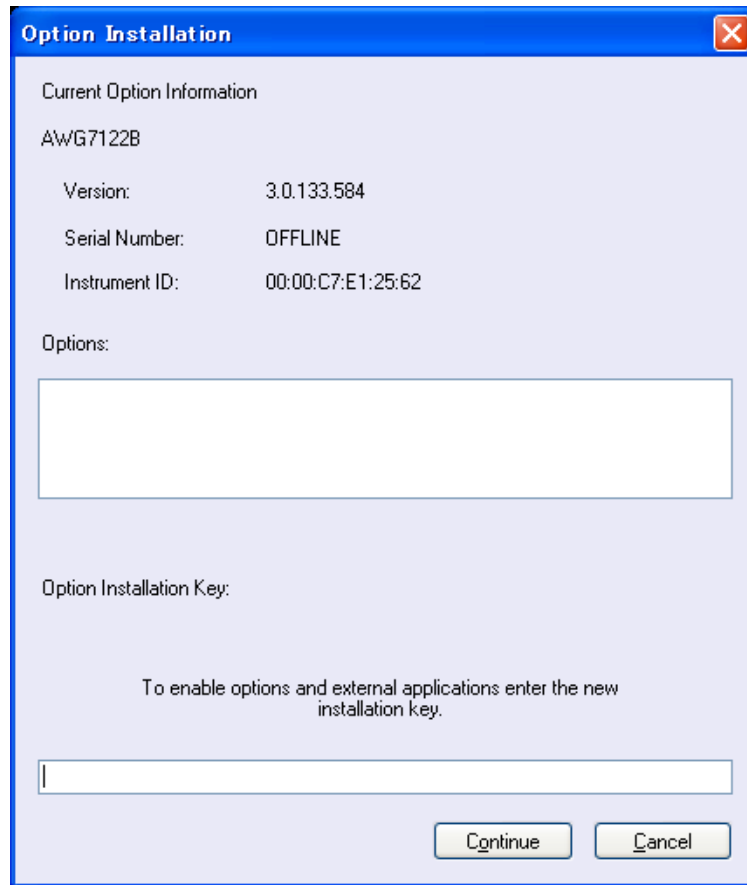 Option Installation
Current Option Information
AWG7122B
Version: 3.0.133.584
Serial Number: OFFLINE
Instrument ID: 00:00:C7:E1:25:62
Options:
Option Installation Key:
To enable options and external applications enter the new
installation key.
Continue Cancel